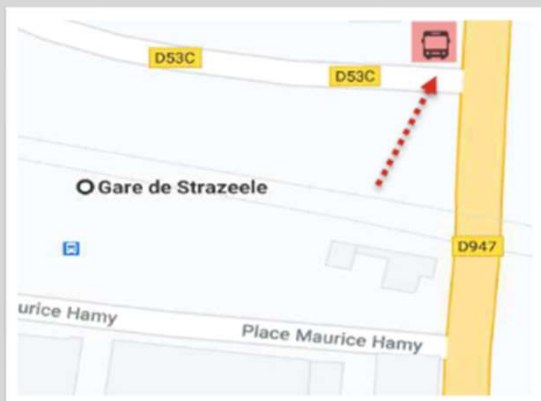 D53C
D53C
Gare de Strazeele
D947
urice Hamy
Place Maurice Hamy